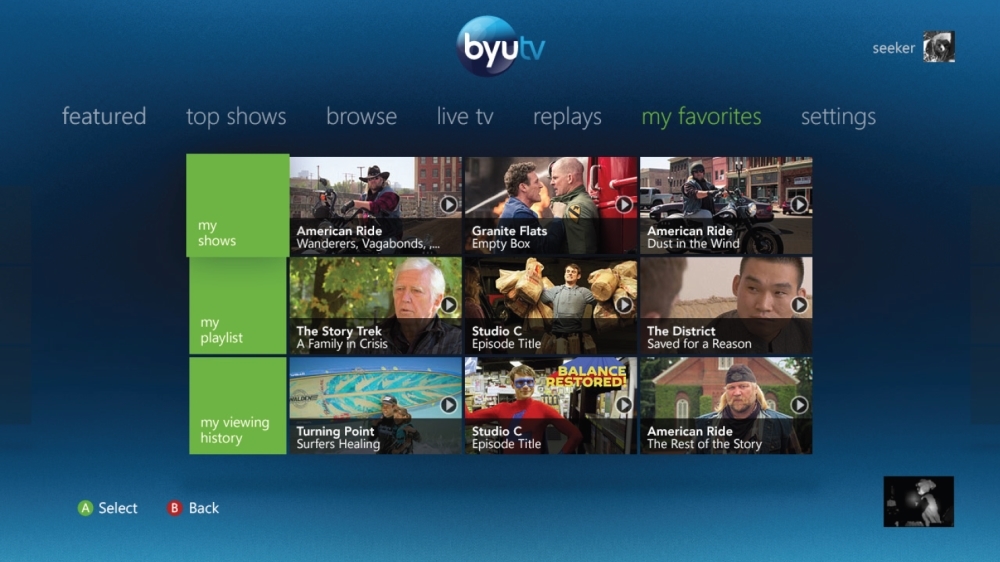 byutv
seeker
featured
top shows
browse
live tv
replays
my favorites
settings
my
shows
American Ride
Wanderers, Vagabonds, ,...
Granite Flats
Empty Box
American Ride
Dust in the Wind
my
playlist
The Story Trek
A Family in Crisis
Studio C
Episode Title
The District
Saved for a Reason
my viewing
history
WALDEN
Turning Point
Surfers Healing
BALANCE
RESTORED!
Studio C
Episode Title
American Ride
The Rest of the Story
A Select
B Back